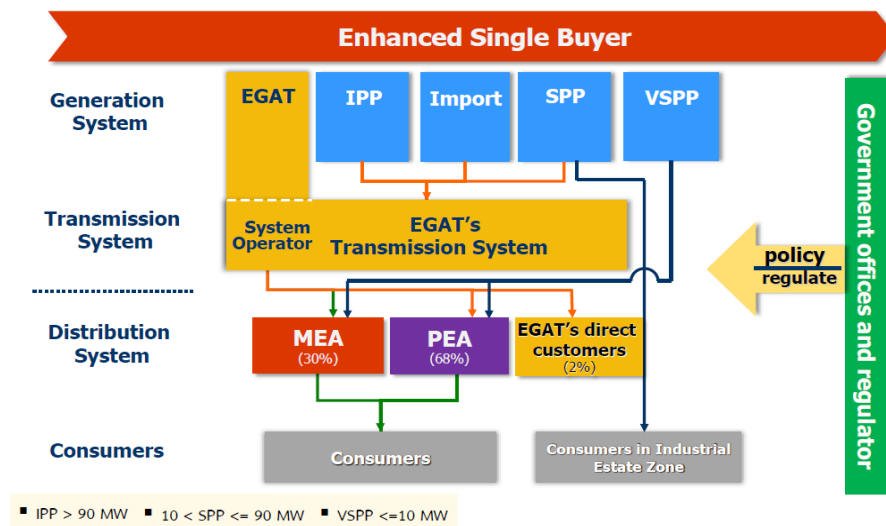 Enhanced Single Buyer
Generation
System
EGAT
IPP
Import
SPP
VSPP
Government offices and regulator
Transmission
System
System
Operator
EGAT's
Transmission System
policy
regulate
Distribution
System
MEA
(30%)
PEA
(68%)
EGAT's direct
customers
(2%)
Consumers
Consumers
Consumers in Industrial
Estate Zone
▪ IPP > 90 MW ▪ 10 < SPP <= 90 MW ▪ VSPP <=10 MW